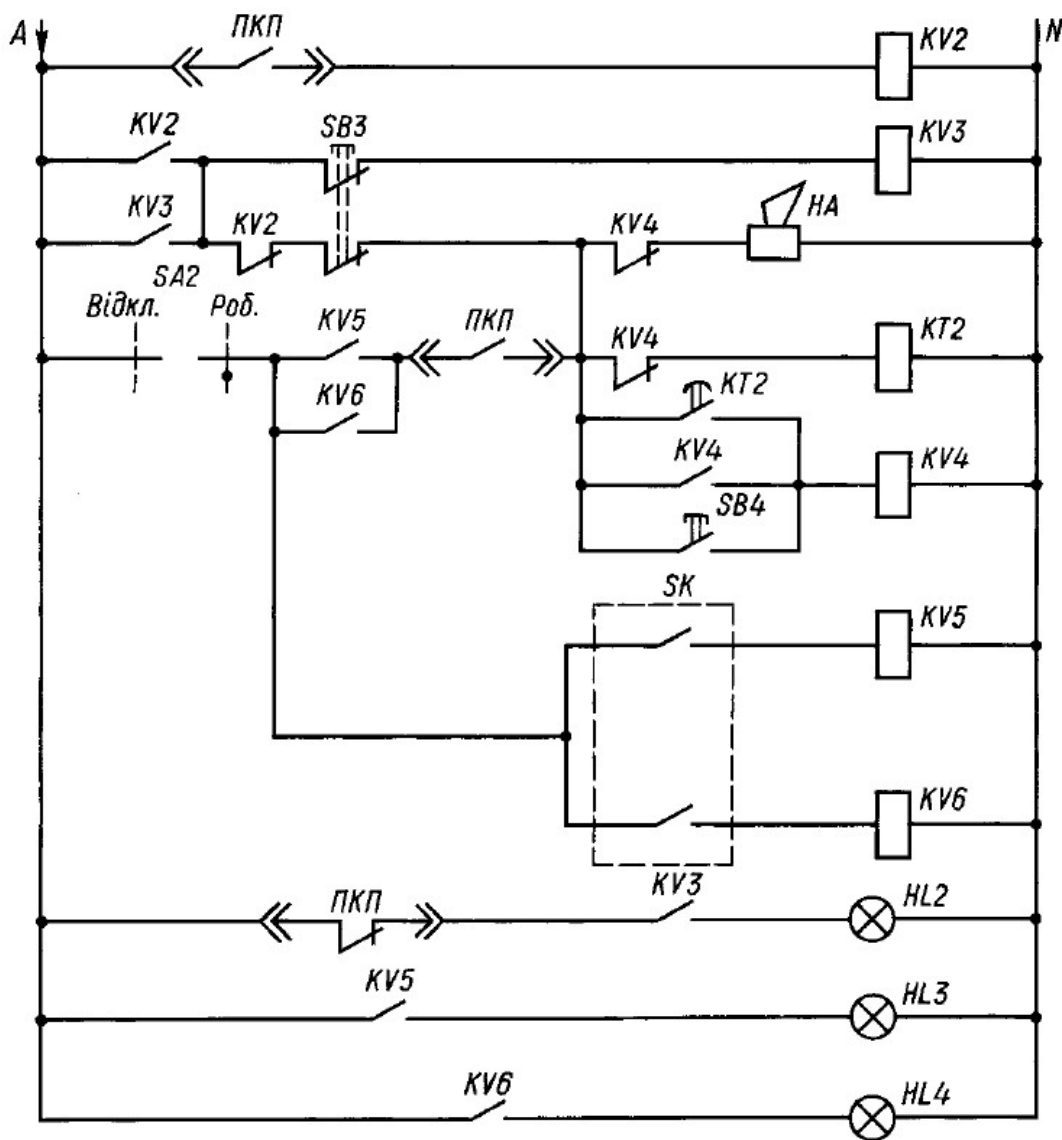 A
ПКП
KV2
N
KV2
SB3
KV3
KV3
KV2
KV4
HA
SA2
Відкл.
Роб.
KV5
ПКП
KV4
KT2
KV6
KT2
KV4
KV4
SB4
SK
KV5
KV6
ПКП
KV3
HL2
KV5
HL3
KV6
HL4